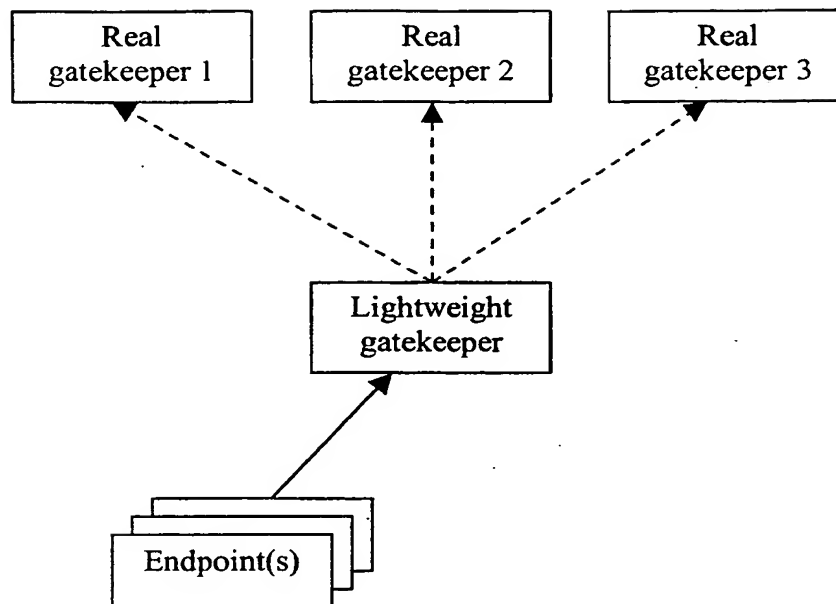 Real
gatekeeper 1
Real
gatekeeper 2
Real
gatekeeper 3
Lightweight
gatekeeper
Endpoint(s)